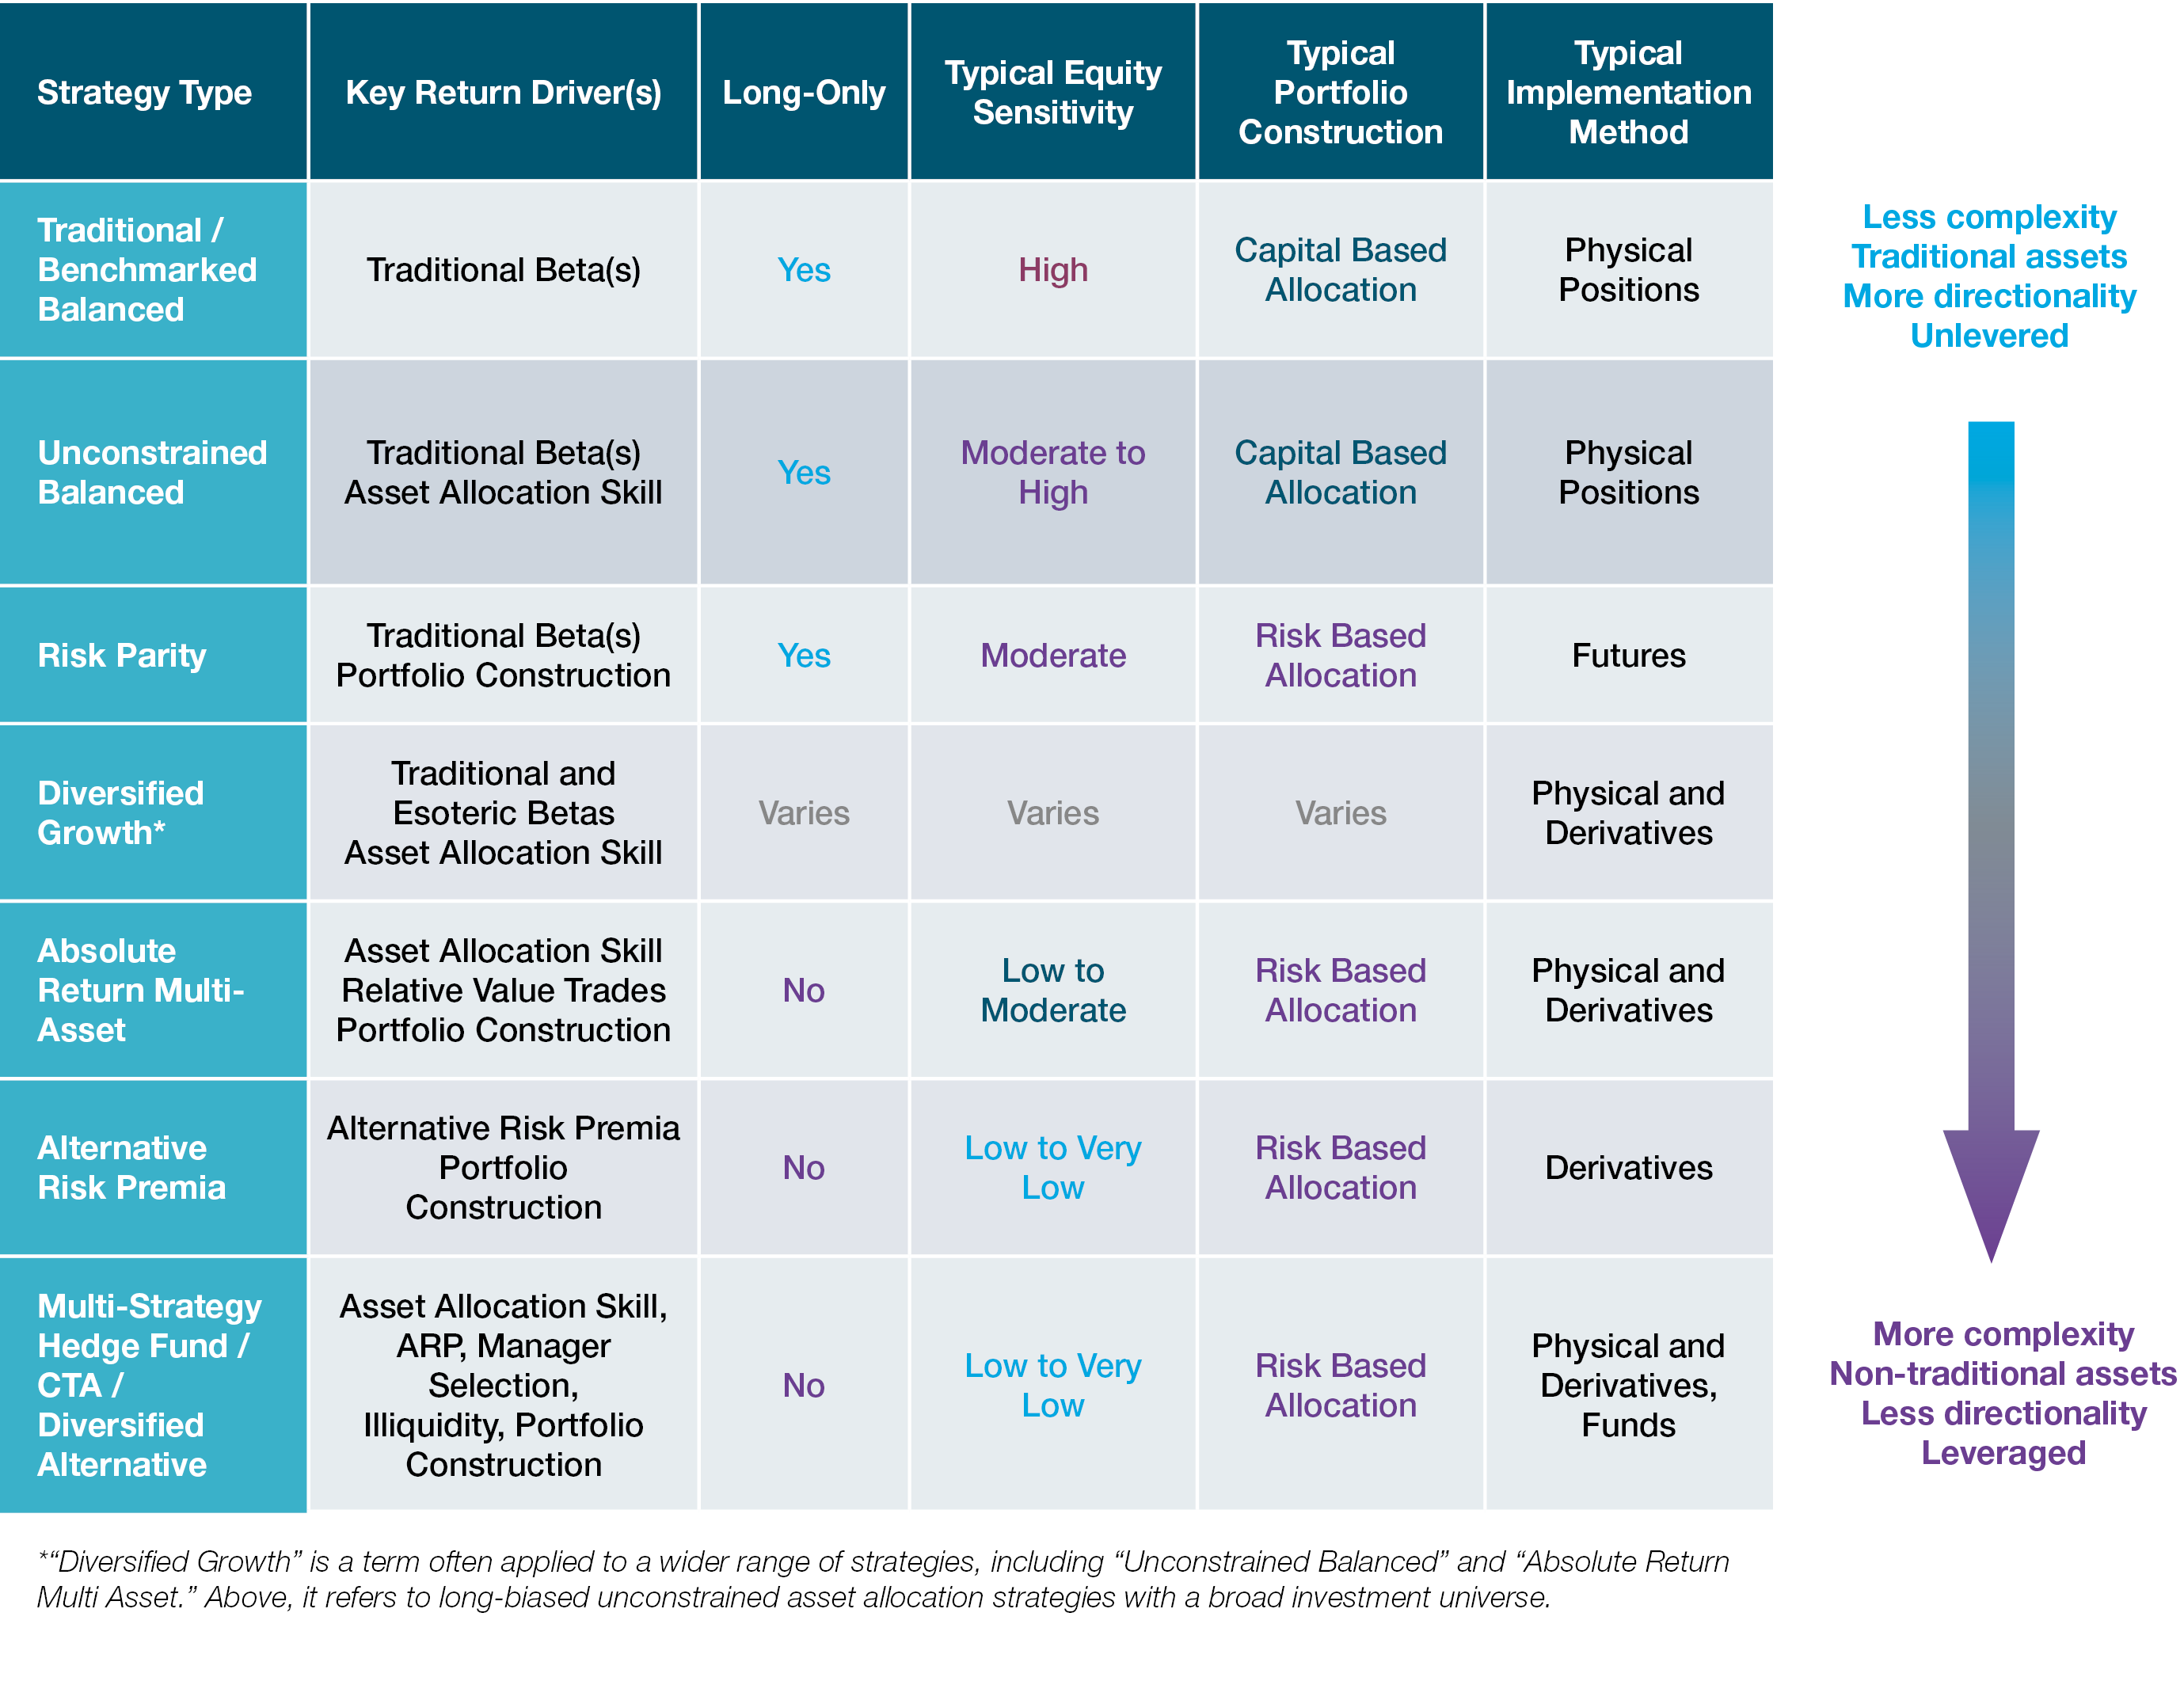 Strategy Type
Key Return Driver(s)
Long-Only
Typical Equity
Sensitivity
Typical
Portfolio
Construction
Typical
Implementation
Method
Traditional /
Benchmarked
Balanced
Traditional Beta(s)
Yes
High
Capital Based
Allocation
Physical
Positions
Unconstrained
Balanced
Traditional Beta(s)
Asset Allocation Skill
Yes
Moderate to
High
Capital Based
Allocation
Physical
Positions
Risk Parity
Traditional Beta(s)
Portfolio Construction
Yes
Moderate
Risk Based
Allocation
Futures
Diversified
Growth*
Traditional and
Esoteric Betas
Asset Allocation Skill
Varies
Varies
Varies
Physical and
Derivatives
Absolute
Return Multi-
Asset
Asset Allocation Skill
Relative Value Trades
Portfolio Construction
No
Low to
Moderate
Risk Based
Allocation
Physical and
Derivatives
Alternative
Risk Premia
Alternative Risk Premia
Portfolio
Construction
No
Low to Very
Low
Risk Based
Allocation
Derivatives
Multi-Strategy
Hedge Fund /
CTA /
Diversified
Alternative
Asset Allocation Skill,
ARP, Manager
Selection,
Illiquidity, Portfolio
Construction
No
Low to Very
Low
Risk Based
Allocation
Physical and
Derivatives,
Funds
Less complexity
Traditional assets
More directionality
Unlevered
More complexity
Non-traditional assets
Less directionality
Leveraged
*“Diversified Growth” is a term often applied to a wider range of strategies, including “Unconstrained Balanced” and “Absolute Return
Multi Asset.” Above, it refers to long-biased unconstrained asset allocation strategies with a broad investment universe.